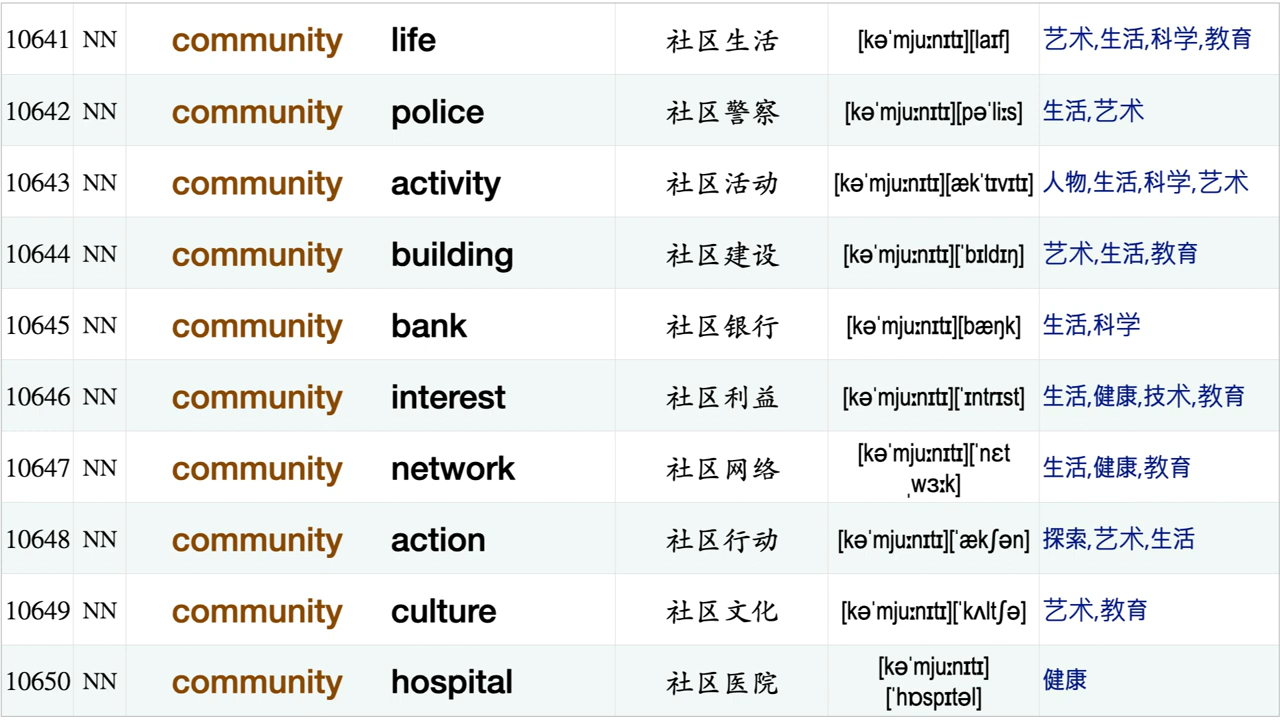 10641 NN community life 社区生活 [kəˈmjuːnɪtɪ][laɪf] 艺术,生活,科学,教育
10642 NN community police 社区警察 [kəˈmjuːnɪtɪ][pəˈliːs] 生活,艺术
10643 NN community activity 社区活动 [kəˈmjuːnɪtɪ][ækˈtɪvɪtɪ] 人物,生活,科学,艺术
10644 NN community building 社区建设 [kəˈmjuːnɪtɪ][ˈbɪldɪŋ] 艺术,生活,教育
10645 NN community bank 社区银行 [kəˈmjuːnɪtɪ][bæŋk] 生活,科学
10646 NN community interest 社区利益 [kəˈmjuːnɪtɪ][ˈɪntrɪst] 生活,健康,技术,教育
10647 NN community network 社区网络 [kəˈmjuːnɪtɪ][ˈnɛt
ˌwɜːk] 生活,健康,教育
10648 NN community action 社区行动 [kəˈmjuːnɪtɪ][ˈækʃən] 探索,艺术,生活
10649 NN community culture 社区文化 [kəˈmjuːnɪtɪ][ˈkʌltʃə] 艺术,教育
10650 NN community hospital 社区医院 [kəˈmjuːnɪtɪ]
[ˈhɒspɪtəl] 健康